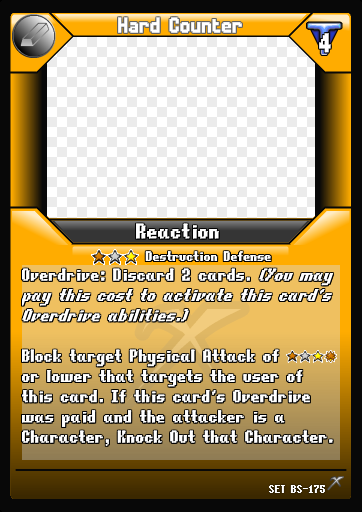 Hard Counter
4
Reaction
Destruction Defense
Overdrive: Discard 2 cards. (You may
pay this cost to activate this card's
Overdrive abilities.)
Block target Physical Attack of
or lower that targets the user of
this card. If this card's Overdrive
was paid and the attacker is a
Character, Knock Out that Character.
SET BS-175